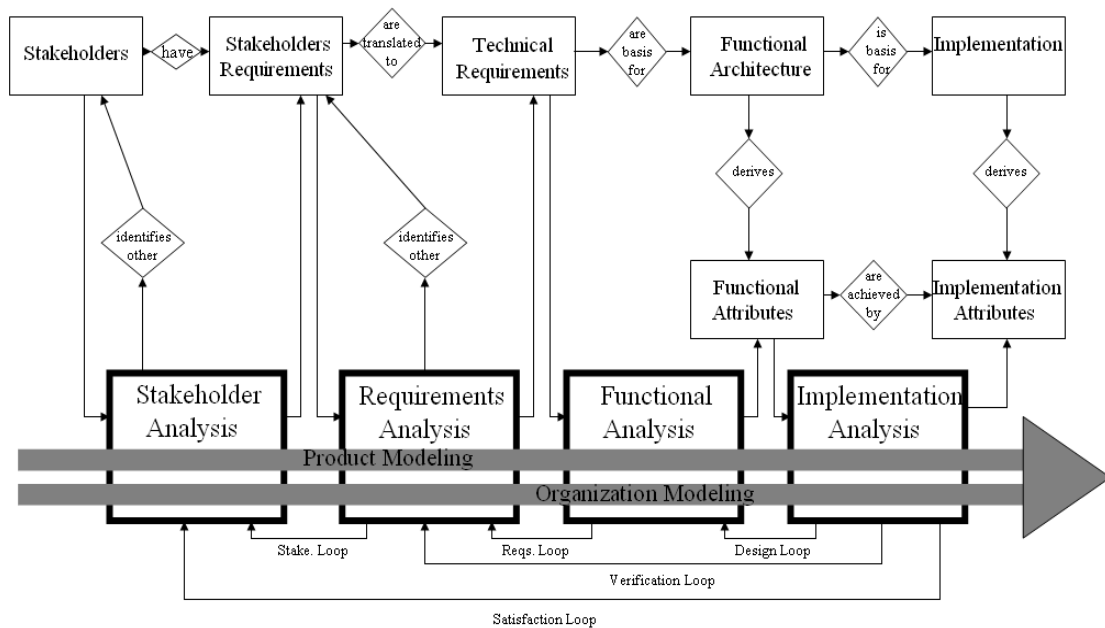 Stakeholders
have
Stakeholders
Requirements
are
translated
to
Technical
Requirements
are
basis
for
Functional
Architecture
is
basis
for
Implementation
derives
derives
identifies
other
identifies
other
Functional
Attributes
are
achieved
by
Implementation
Attributes
Stakeholder
Analysis
Requirements
Analysis
Functional
Analysis
Implementation
Analysis
Product Modeling
Organization Modeling
Stake. Loop
Reqs. Loop
Design Loop
Verification Loop
Satisfaction Loop